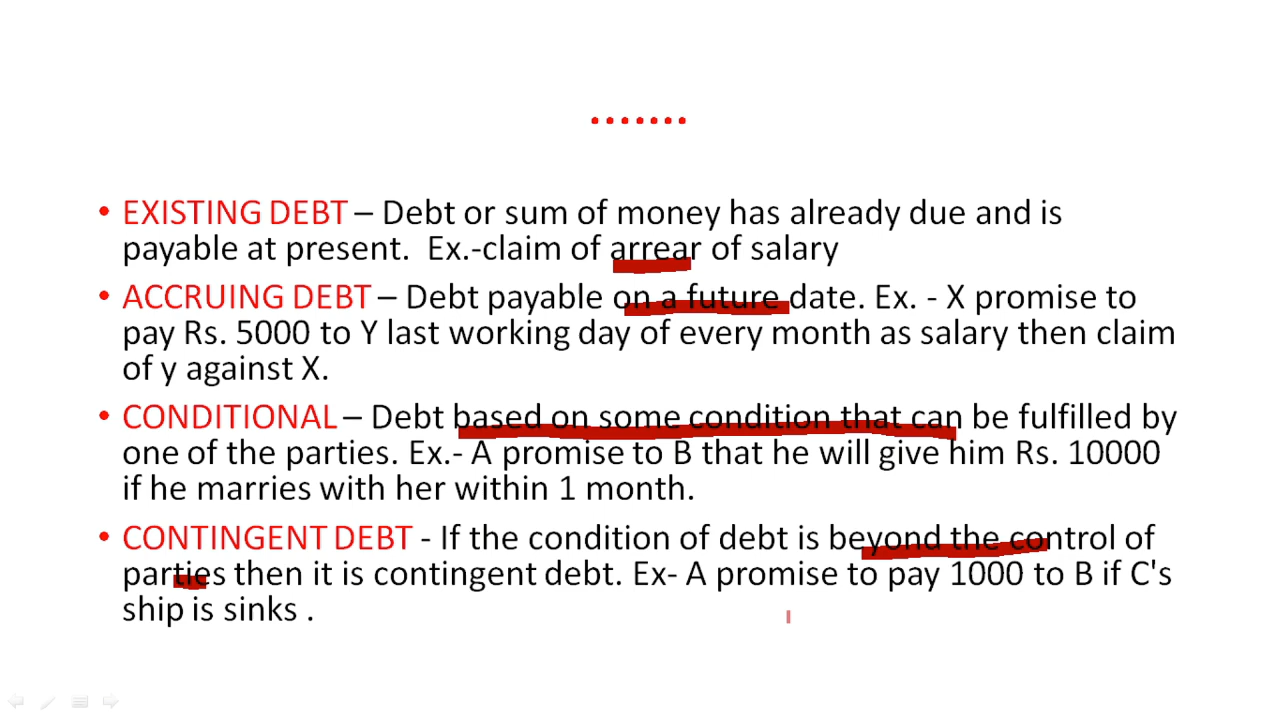 .......
• EXISTING DEBT – Debt or sum of money has already due and is
payable at present.  Ex.-claim of arrear of salary
• ACCRUING DEBT – Debt payable on a future date. Ex. - X promise to
pay Rs. 5000 to Y last working day of every month as salary then claim
of y against X.
• CONDITIONAL – Debt based on some condition that can be fulfilled by
one of the parties. Ex.- A promise to B that he will give him Rs. 10000
if he marries with her within 1 month.
• CONTINGENT DEBT - If the condition of debt is beyond the control of
parties then it is contingent debt. Ex- A promise to pay 1000 to B if C's
ship is sinks .